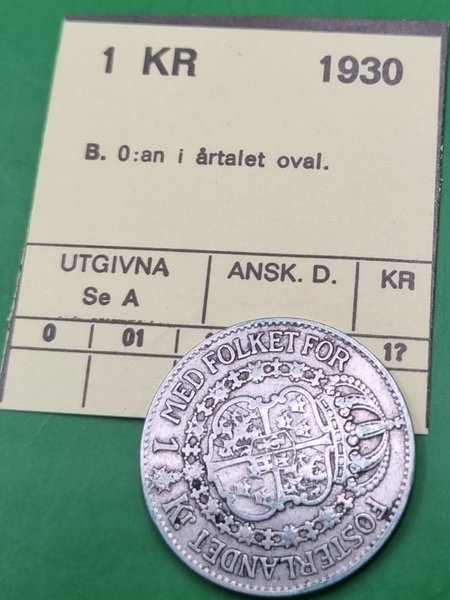 1 KR 1930
B. 0:an i årtalet oval.
UTGIVNA ANSK. D. KR
Se A
0 01 1?
MED FOLKET FÖR
FOSTERLANDET
1 KR